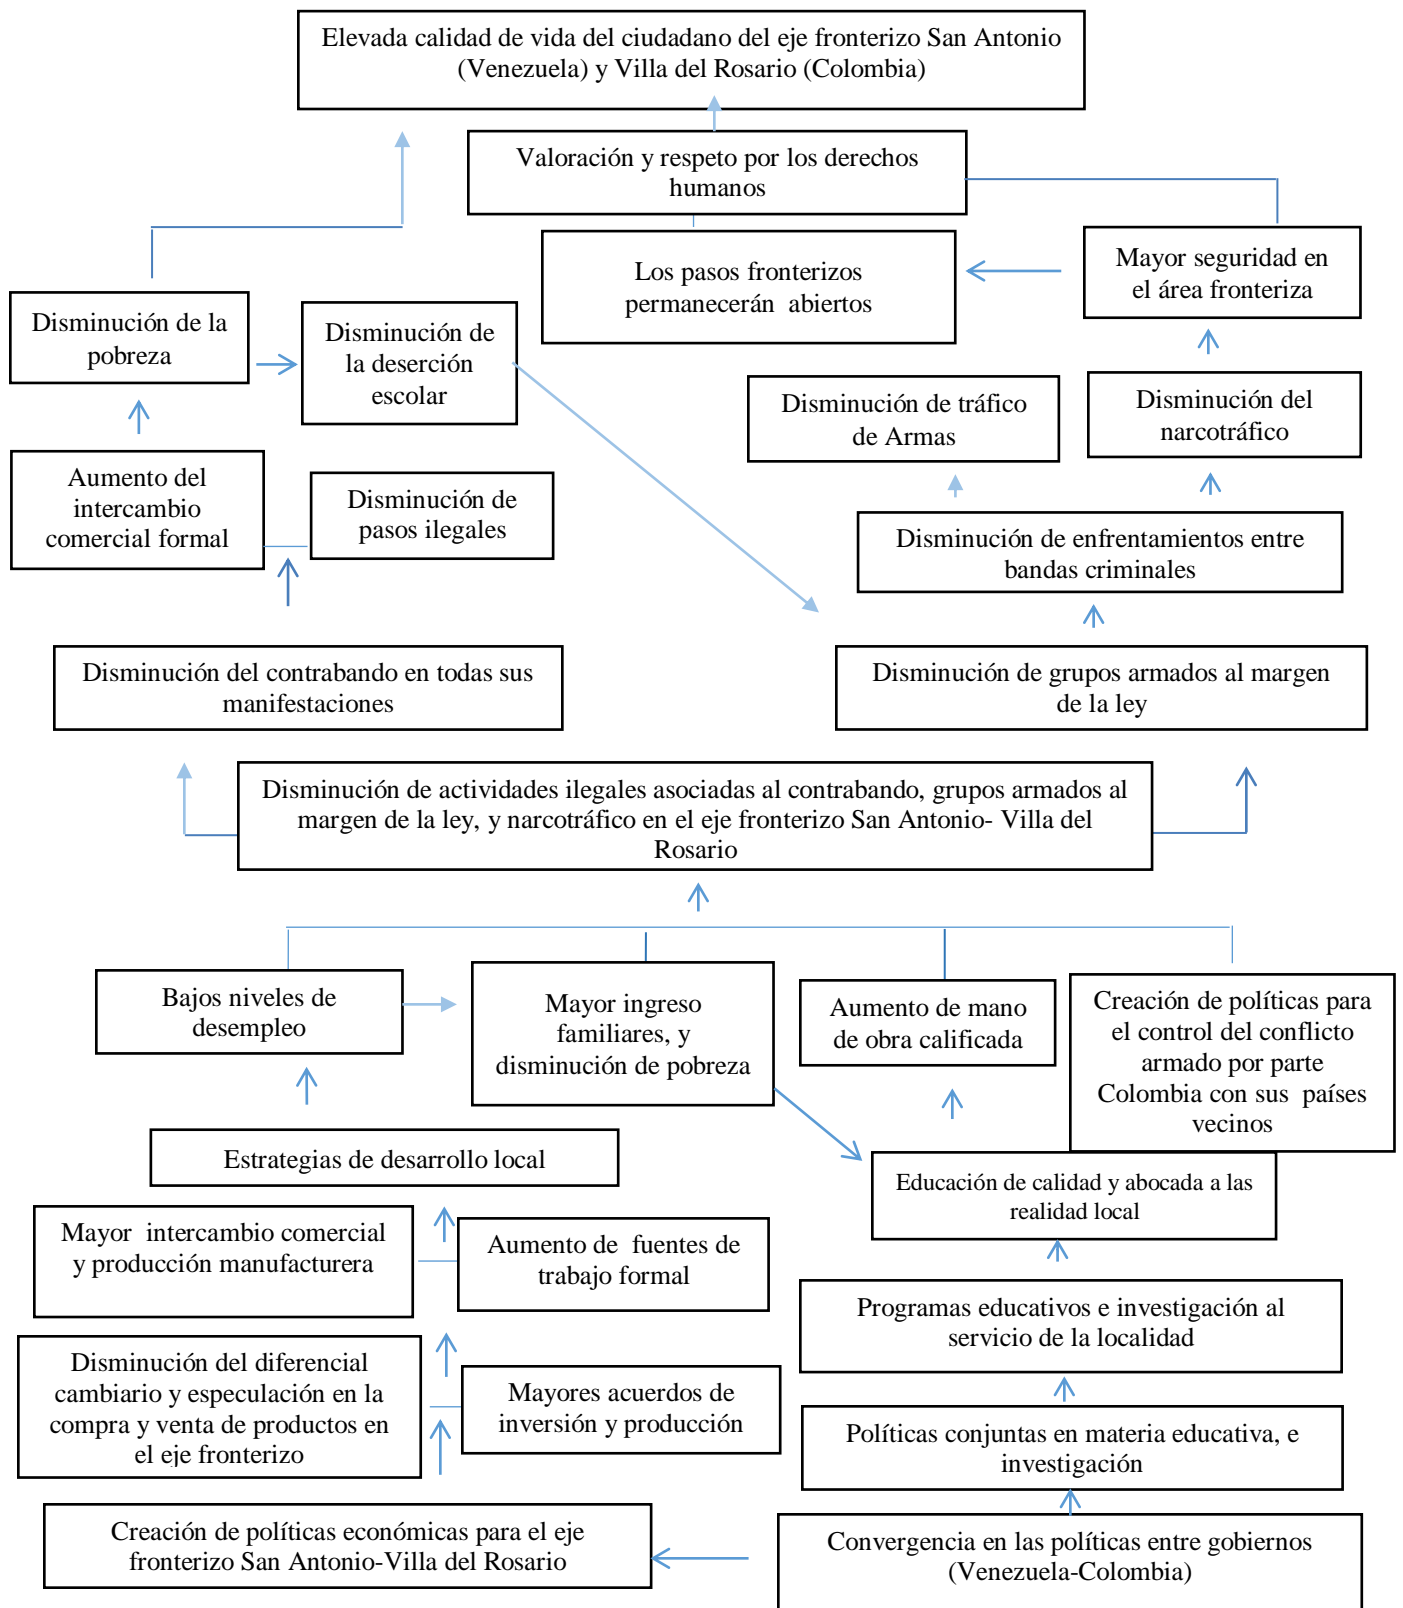 Elevada calidad de vida del ciudadano del eje fronterizo San Antonio
(Venezuela) y Villa del Rosario (Colombia)
Valoración y respeto por los derechos
humanos
Los pasos fronterizos
permanecerán  abiertos
Mayor seguridad en
el área fronteriza
Disminución de la
pobreza
Disminución de
la deserción
escolar
Disminución de tráfico
de Armas
Disminución del
narcotráfico
Aumento del
intercambio
comercial formal
Disminución de
pasos ilegales
Disminución de enfrentamientos entre
bandas criminales
Disminución del contrabando en todas sus
manifestaciones
Disminución de grupos armados al margen
de la ley
Disminución de actividades ilegales asociadas al contrabando, grupos armados al
margen de la ley, y narcotráfico en el eje fronterizo San Antonio- Villa del
Rosario
Bajos niveles de
desempleo
Mayor ingreso
familiares, y
disminución de pobreza
Aumento de mano
de obra calificada
Creación de políticas para
el control del conflicto
armado por parte
Colombia con sus  países
vecinos
Estrategias de desarrollo local
Educación de calidad y abocada a las
realidad local
Mayor  intercambio comercial
y producción manufacturera
Aumento de  fuentes de
trabajo formal
Programas educativos e investigación al
servicio de la localidad
Disminución del diferencial
cambiario y especulación en la
compra y venta de productos en
el eje fronterizo
Mayores acuerdos de
inversión y producción
Políticas conjuntas en materia educativa, e
investigación
Creación de políticas económicas para el eje
fronterizo San Antonio-Villa del Rosario
Convergencia en las políticas entre gobiernos
(Venezuela-Colombia)